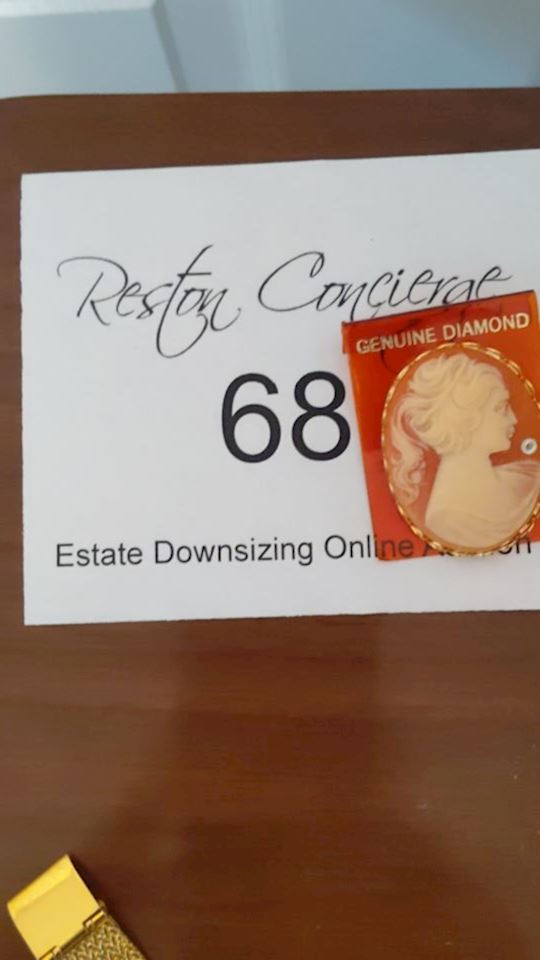 Reston Concierge
GENUINE DIAMOND
68
Estate Downsizing Online